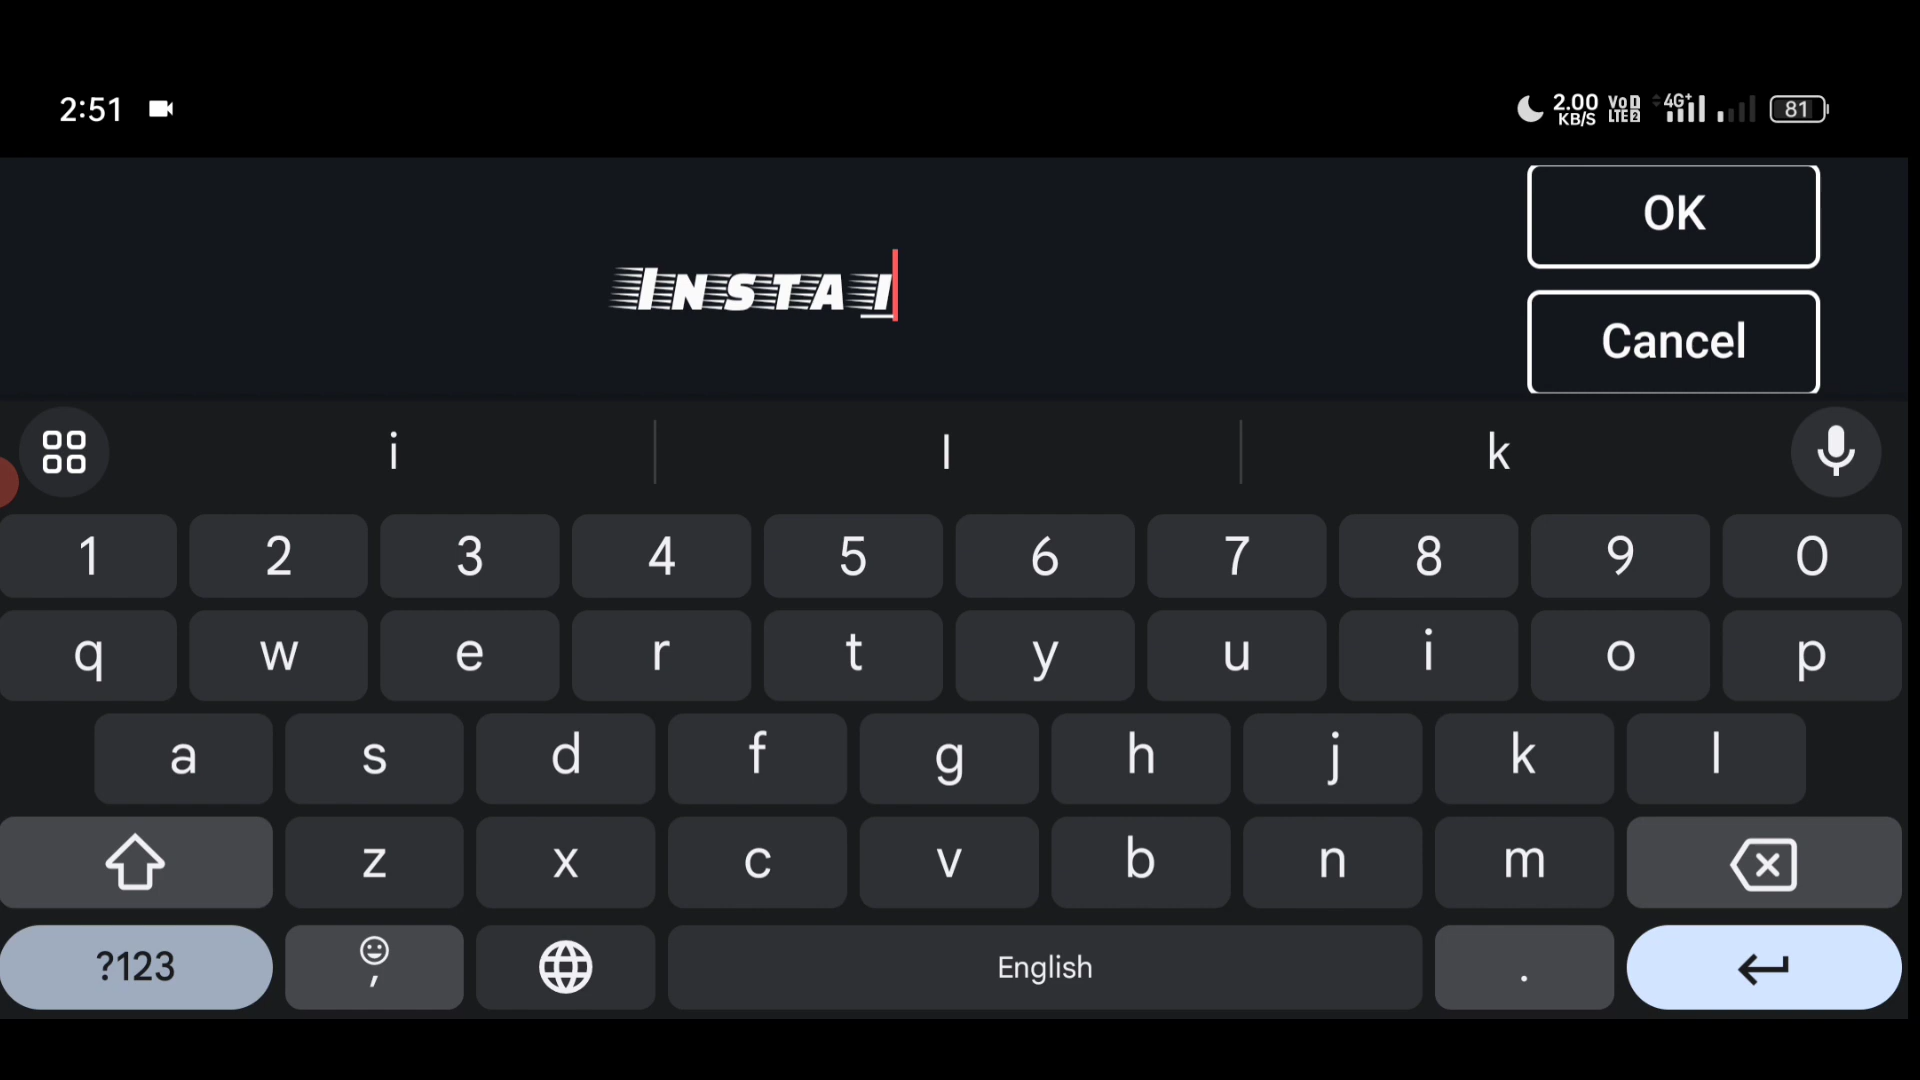 2:51
2.00 KB/S VoD LTE2 4G+ 81
OK
Insta i
Cancel
i l k
1 2 3 4 5 6 7 8 9 0
q w e r t y u i o p
a s d f g h j k l
z x c v b n m
?123 , English .